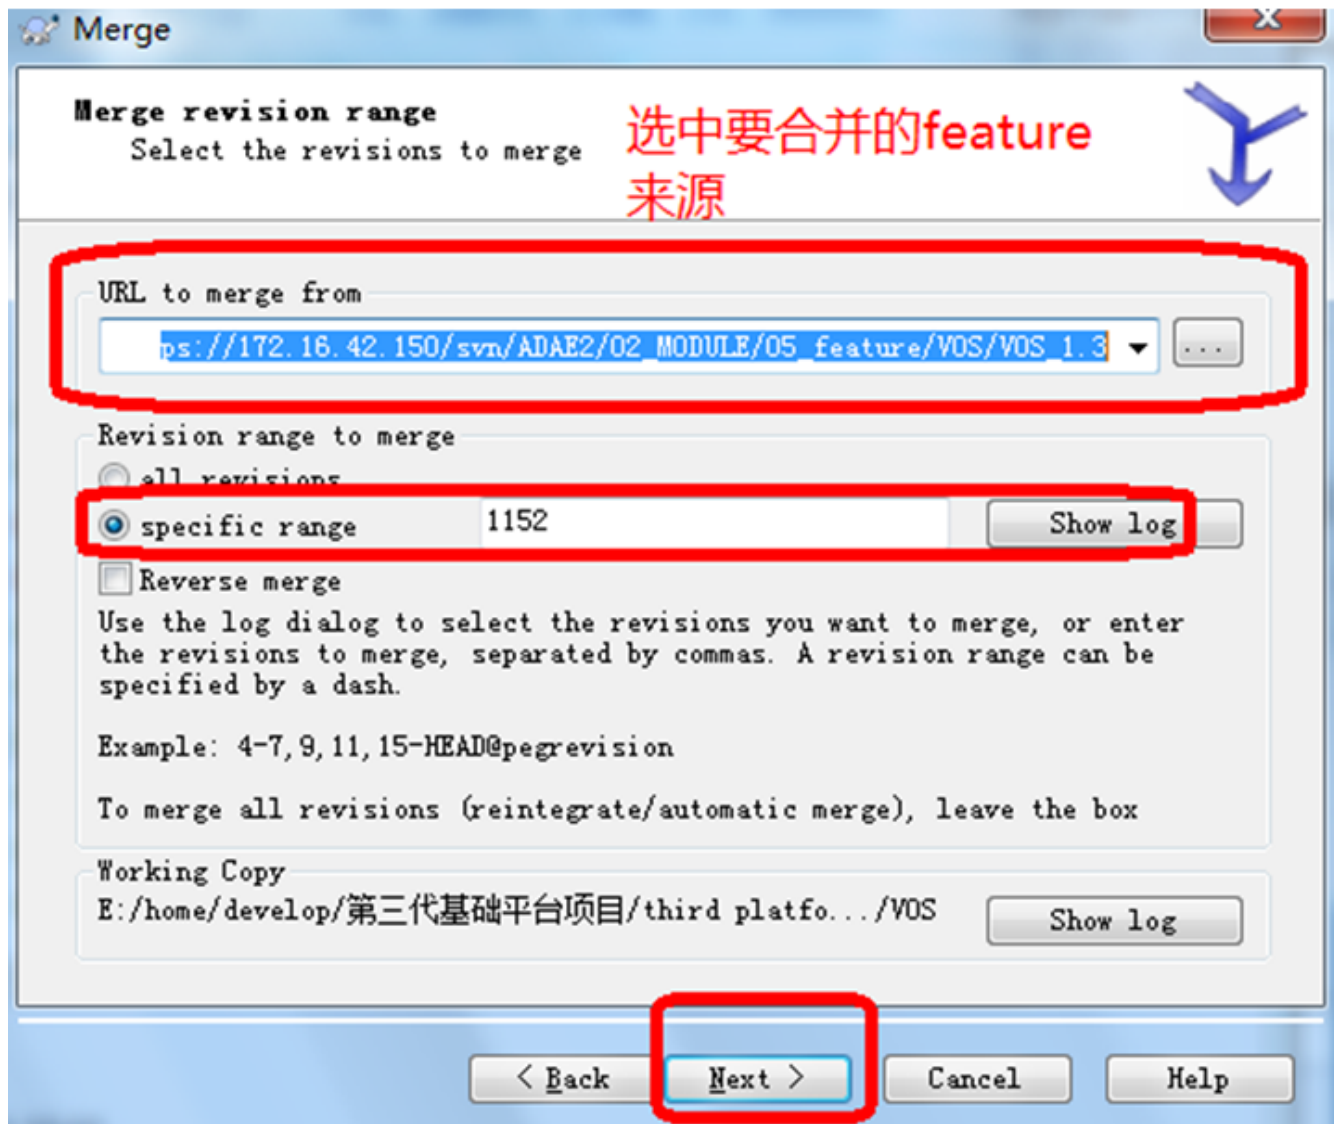 Merge
Merge revision range
Select the revisions to merge
选中要合并的feature
来源
URL to merge from
ps://172.16.42.150/svn/ADAE2/02_MODULE/05_feature/VOS/VOS_1.3
...
Revision range to merge
all revisions
specific range
1152
Show log
Reverse merge
Use the log dialog to select the revisions you want to merge, or enter
the revisions to merge, separated by commas. A revision range can be
specified by a dash.
Example: 4-7,9,11,15-HEAD@pegrevision
To merge all revisions (reintegrate/automatic merge), leave the box
Working Copy
E:/home/develop/第三代基础平台项目/third platfo.../VOS
Show log
< Back
Next >
Cancel
Help